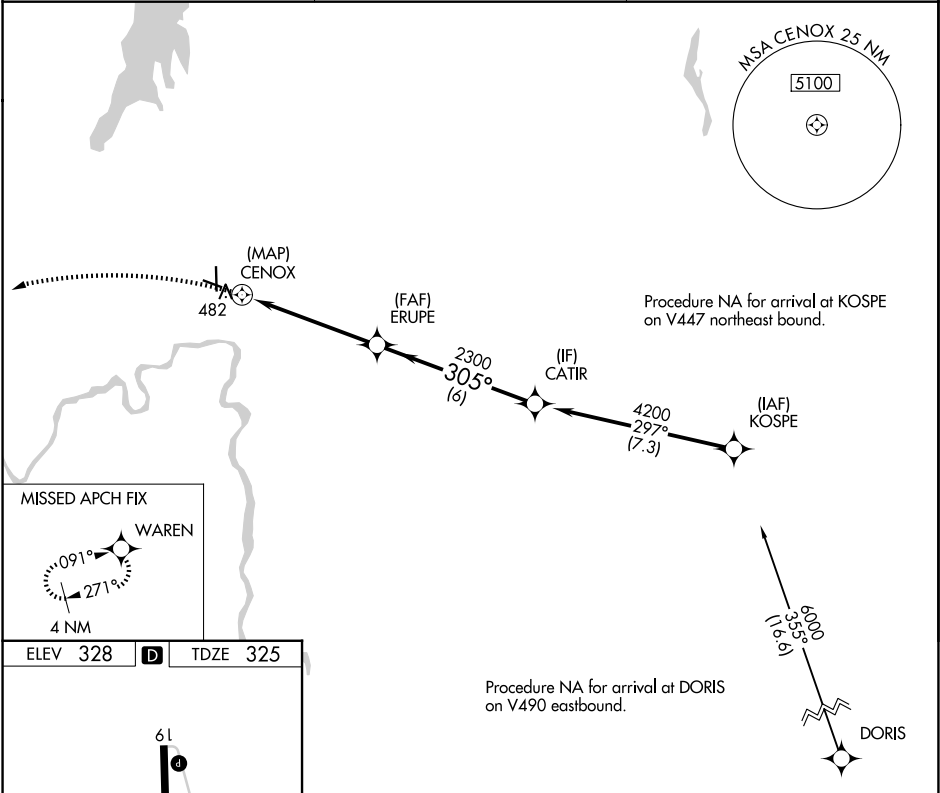 MSA CENOX 25 NM
5100
(MAP)
CENOX
482
(FAF)
ERUPE
Procedure NA for arrival at KOSPE
on V447 northeast bound.
2300
305°
(6)
(IF)
CATIR
4200
297°
(7.3)
(IAF)
KOSPE
MISSED APCH FIX
WAREN
091°
271°
4 NM
6000
355°
(16.6)
ELEV 328 D TDZE 325
Procedure NA for arrival at DORIS
on V490 eastbound.
DORIS
19
P